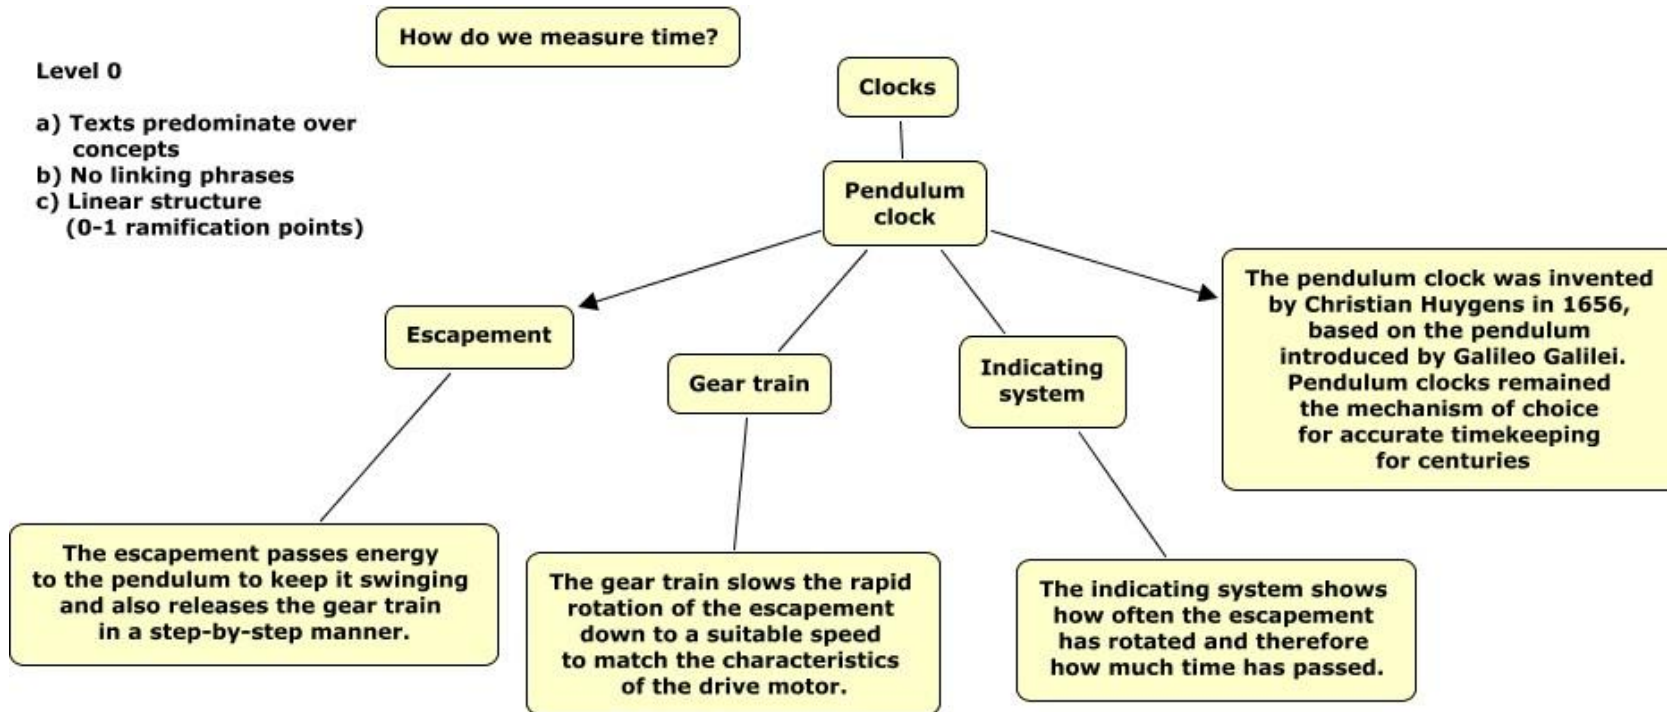 How do we measure time?
Level 0
a) Texts predominate over
concepts
b) No linking phrases
c) Linear structure
(0-1 ramification points)
Clocks
Pendulum
clock
Escapement
Gear train
Indicating
system
The pendulum clock was invented
by Christian Huygens in 1656,
based on the pendulum
introduced by Galileo Galilei.
Pendulum clocks remained
the mechanism of choice
for accurate timekeeping
for centuries
The escapement passes energy
to the pendulum to keep it swinging
and also releases the gear train
in a step-by-step manner.
The gear train slows the rapid
rotation of the escapement
down to a suitable speed
to match the characteristics
of the drive motor.
The indicating system shows
how often the escapement
has rotated and therefore
how much time has passed.